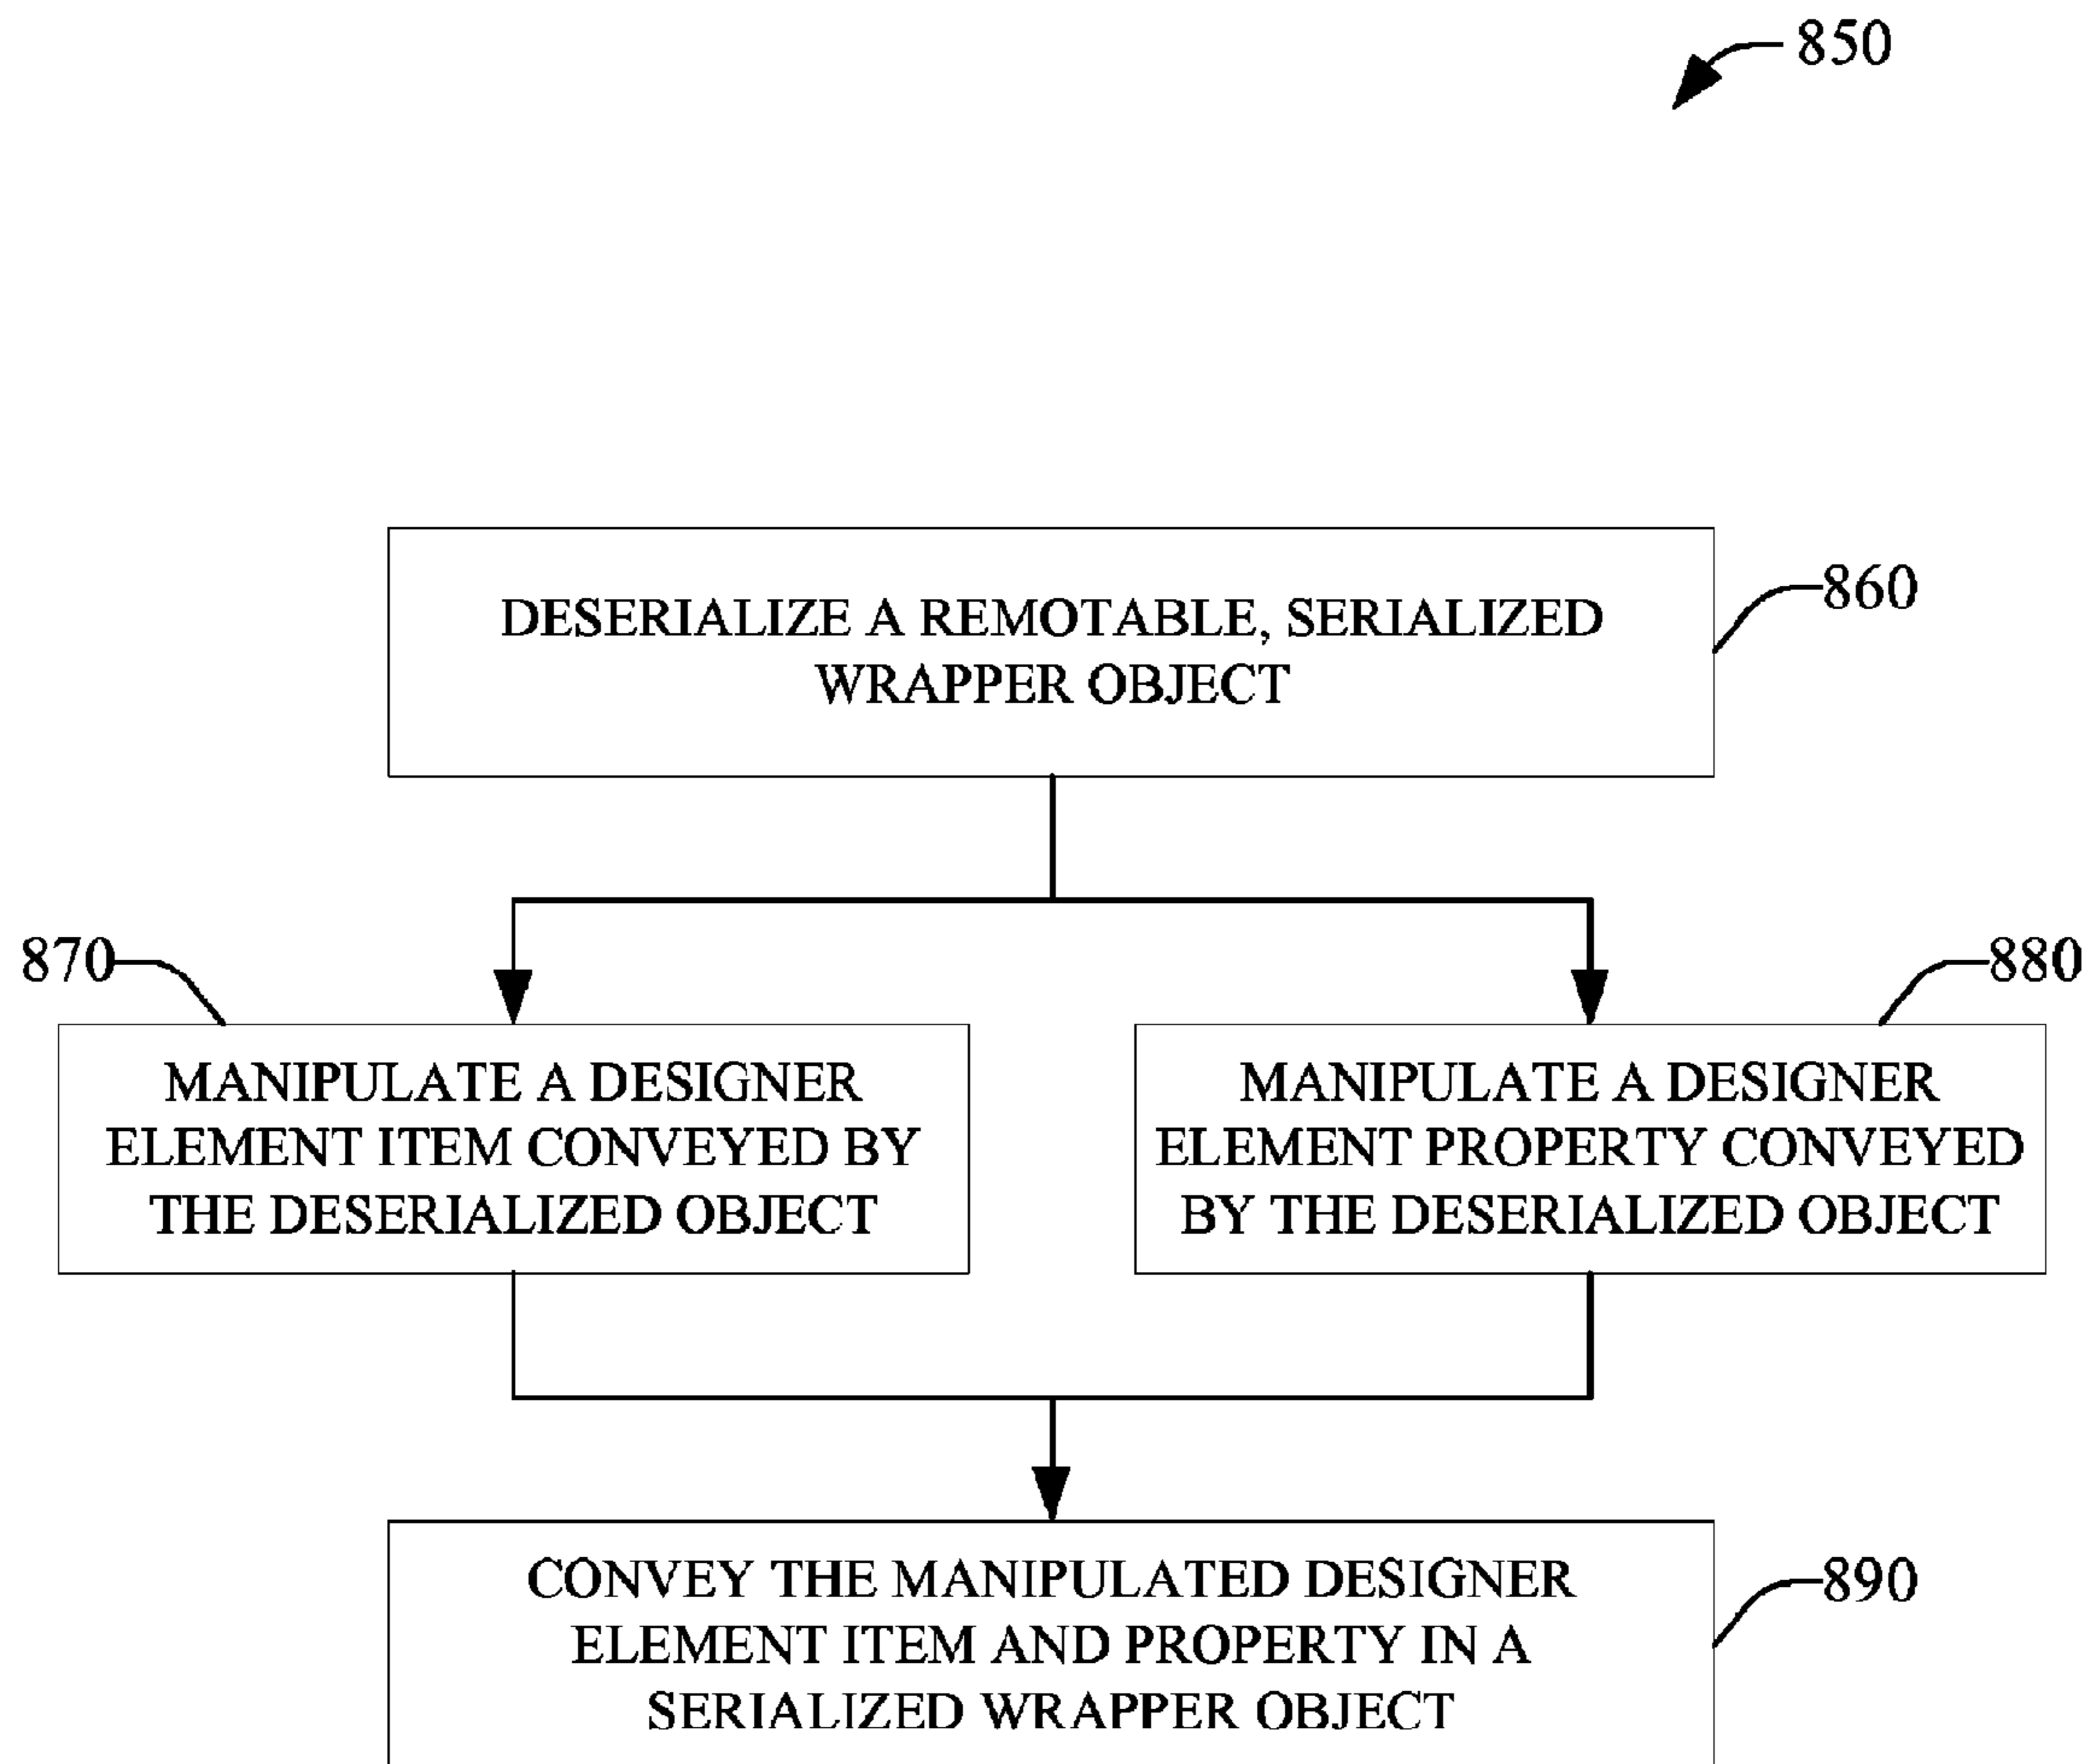 850
DESERIALIZE A REMOTABLE, SERIALIZED
WRAPPER OBJECT
860
870
MANIPULATE A DESIGNER
ELEMENT ITEM CONVEYED BY
THE DESERIALIZED OBJECT
880
MANIPULATE A DESIGNER
ELEMENT PROPERTY CONVEYED
BY THE DESERIALIZED OBJECT
CONVEY THE MANIPULATED DESIGNER
ELEMENT ITEM AND PROPERTY IN A
SERIALIZED WRAPPER OBJECT
890